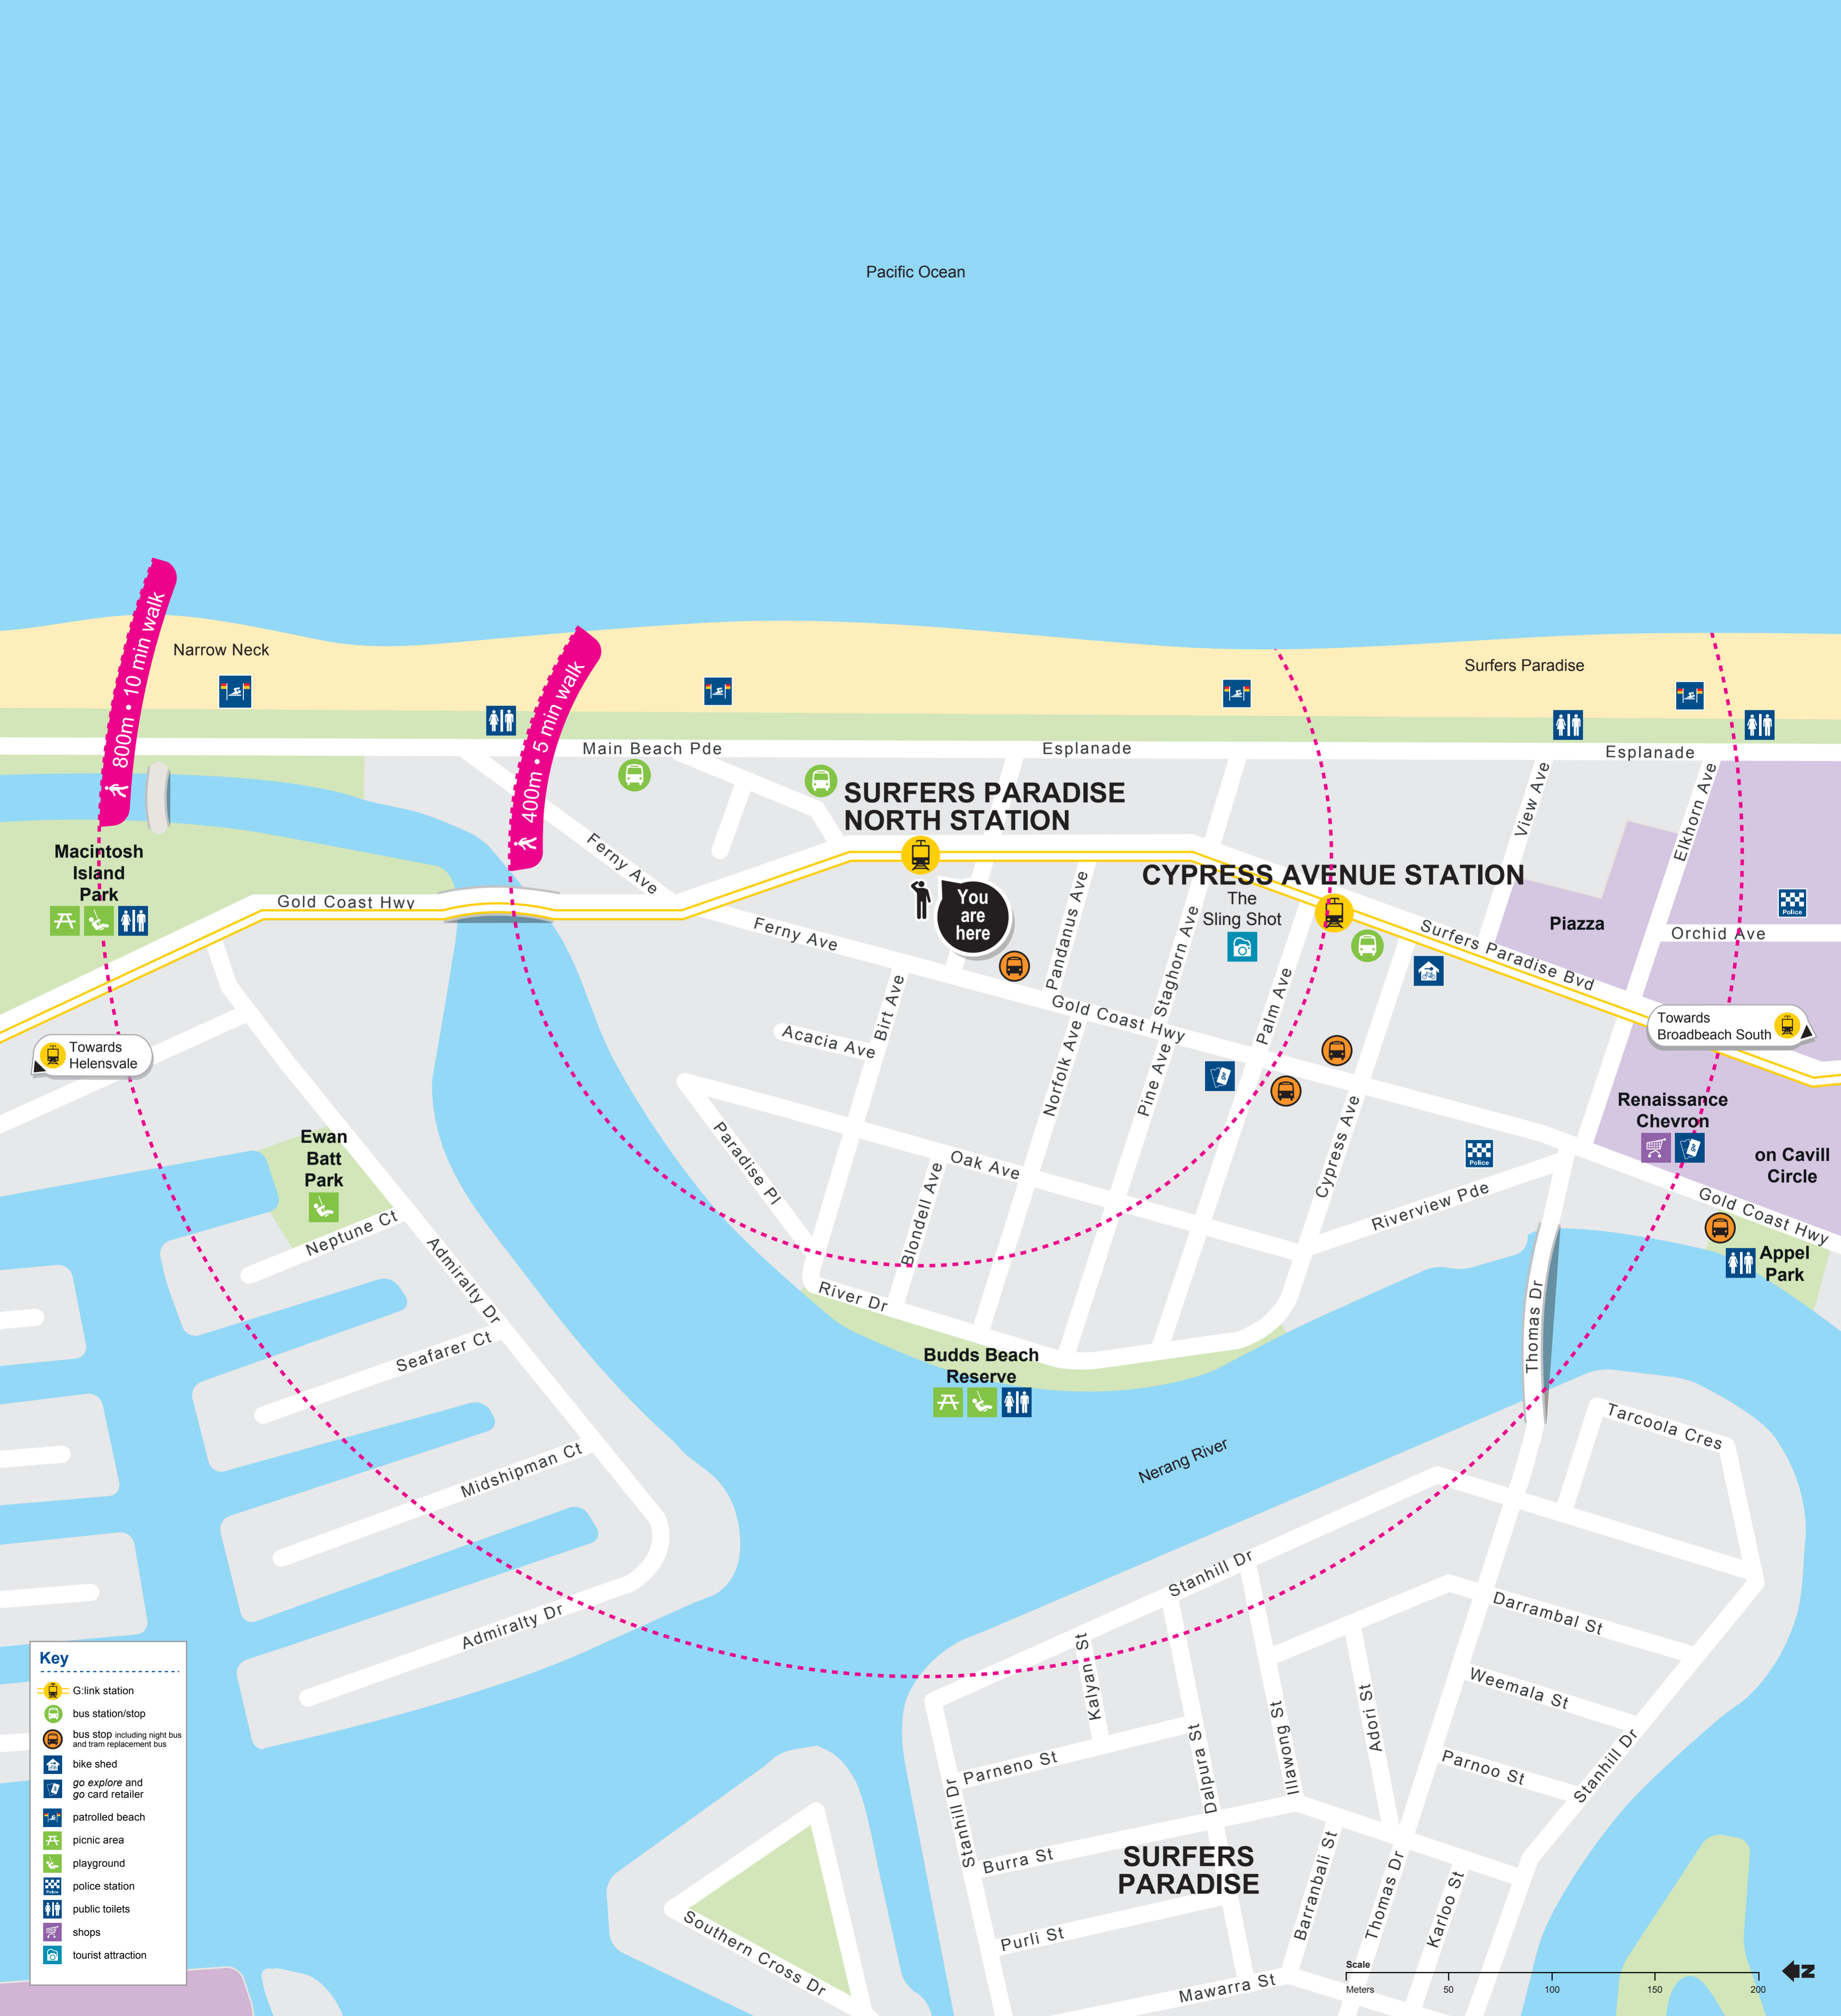 Pacific Ocean
800m • 10 min walk
400m • 5 min walk
Narrow Neck
Surfers Paradise
Main Beach Pde
Esplanade
Esplanade
SURFERS PARADISE
NORTH STATION
View Ave
Elkhorn Ave
Macintosh
Island
Park
Ferny Ave
CYPRESS AVENUE STATION
Gold Coast Hwy
You
are
here
The
Sling Shot
Police
Piazza
Orchid Ave
Ferny Ave
Pandanus Ave
Staghorn Ave
Surfers Paradise Bvd
Palm Ave
Birt Ave
Acacia Ave
Gold Coast Hwy
Towards
Broadbeach South
Towards
Helensvale
Norfolk Ave
Pine Ave
go
Renaissance
Chevron
go
Cypress Ave
Police
on Cavill
Circle
Ewan
Batt
Park
Paradise Pl
Oak Ave
Blondell Ave
Riverview Pde
Gold Coast Hwy
Neptune Ct
Admiralty Dr
Appel
Park
River Dr
Thomas Dr
Seafarer Ct
Budds Beach
Reserve
Tarcoola Cres
Nerang River
Midshipman Ct
Stanhill Dr
Admiralty Dr
Darrambal St
Kalyan St
Weemala St
Adori St
Illawong St
Dalpura St
Parneno St
Parnoo St
Stanhill Dr
Stanhill Dr
Burra St
SURFERS
PARADISE
Barranbali St
Thomas Dr
Karloo St
Purli St
Southern Cross Dr
Mawarra St
Key
G:link station
bus station/stop
bus stop including night bus
and tram replacement bus
bike shed
go explore and
go card retailer
patrolled beach
picnic area
playground
Police
police station
public toilets
shops
tourist attraction
Scale
Meters
50
100
150
200
N